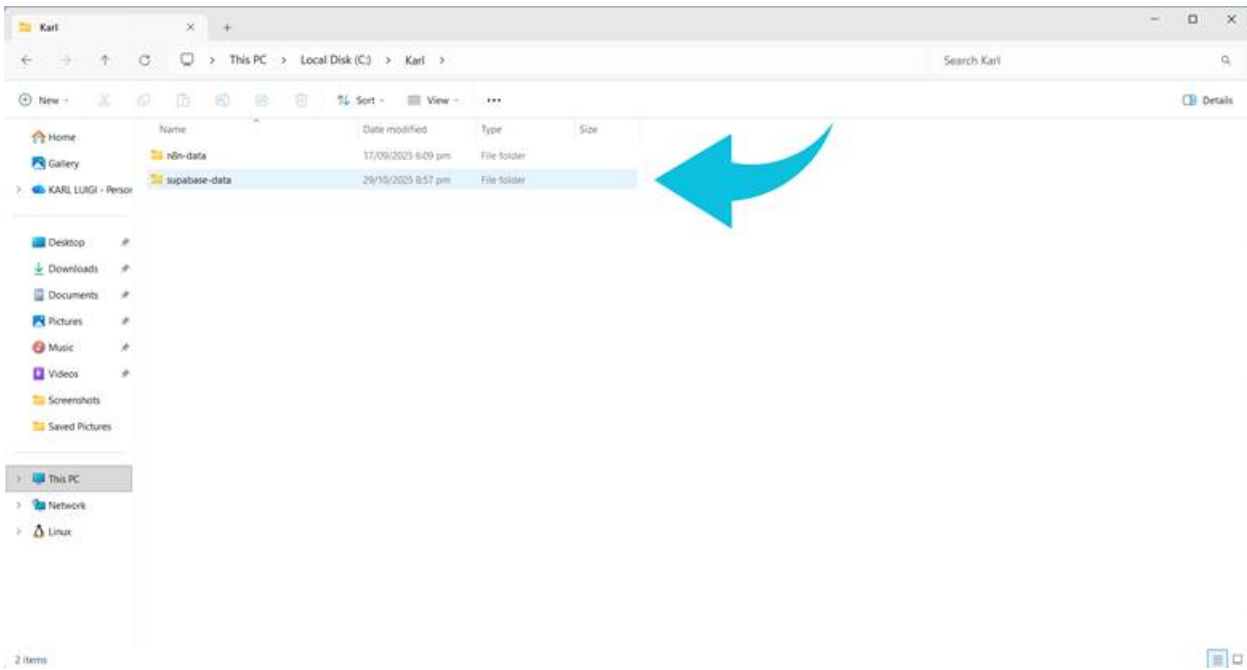 Karl
This PC > Local Disk (C:) > Karl >
Search Karl
New
Sort
View
Details
Name Date modified Type Size
n8n-data 17/09/2025 6:09 pm File folder
supabase-data 29/10/2025 8:57 pm File folder
Home
Gallery
KARL LUIGI - Person
Desktop
Downloads
Documents
Pictures
Music
Videos
Screenshots
Saved Pictures
This PC
Network
Linux
2 items